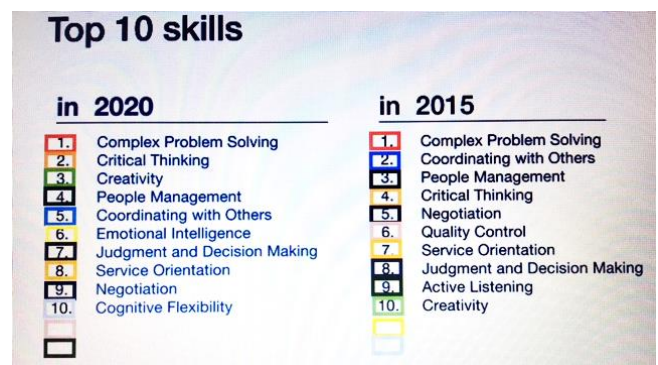 Top 10 skills
in 2020
1. Complex Problem Solving
2. Critical Thinking
3. Creativity
4. People Management
5. Coordinating with Others
6. Emotional Intelligence
7. Judgment and Decision Making
8. Service Orientation
9. Negotiation
10. Cognitive Flexibility
in 2015
1. Complex Problem Solving
2. Coordinating with Others
3. People Management
4. Critical Thinking
5. Negotiation
6. Quality Control
7. Service Orientation
8. Judgment and Decision Making
9. Active Listening
10. Creativity